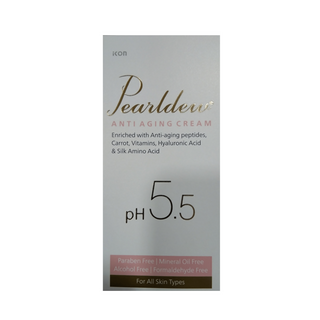 icon
Pearldew
ANTI AGING CREAM
Enriched with Anti-aging peptides,
Carrot, Vitamins, Hyaluronic Acid
& Silk Amino Acid
pH 5.5
Paraben Free | Mineral Oil Free
Alcohol Free | Formaldehyde Free
For All Skin Types